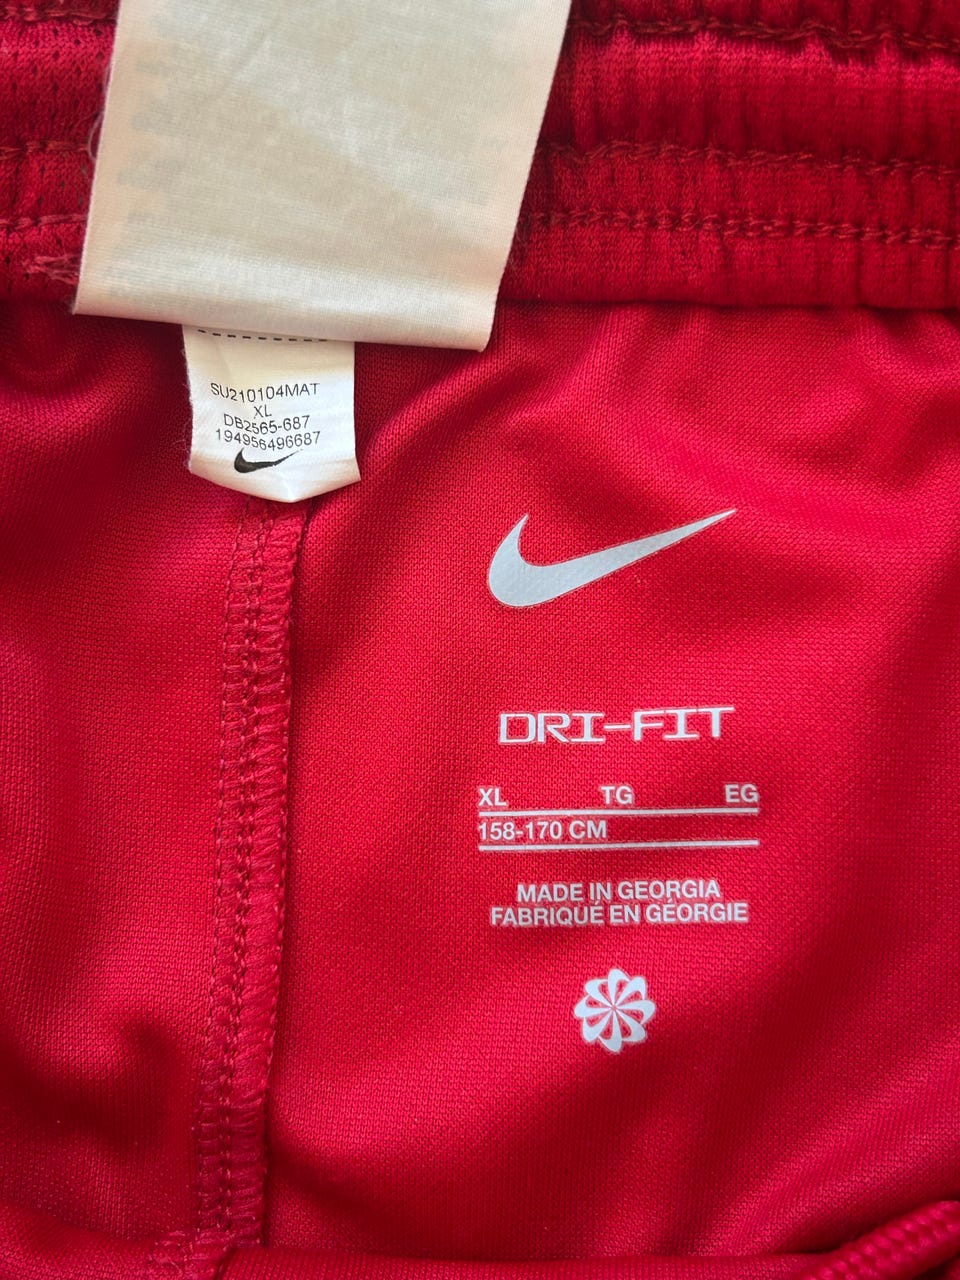 SU210104MAT
XL
DB2565-687
194956496687
DRI-FIT
XL TG EG
158-170 CM
MADE IN GEORGIA
FABRIQUÉ EN GÉORGIE